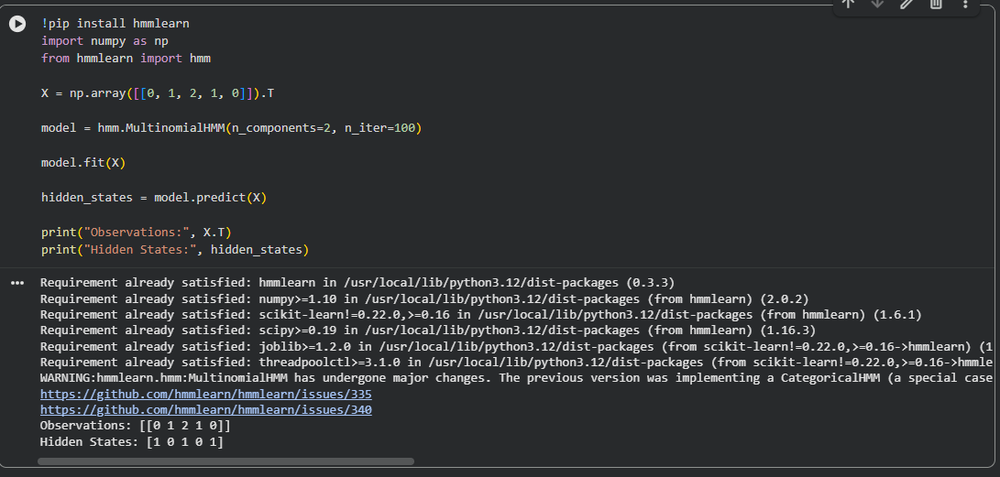 !pip install hmmlearn
import numpy as np
from hmmlearn import hmm
X = np.array([[0, 1, 2, 1, 0]]).T
model = hmm.MultinomialHMM(n_components=2, n_iter=100)
model.fit(X)
hidden_states = model.predict(X)
print("Observations:", X.T)
print("Hidden States:", hidden_states)
Requirement already satisfied: hmmlearn in /usr/local/lib/python3.12/dist-packages (0.3.3)
Requirement already satisfied: numpy>=1.10 in /usr/local/lib/python3.12/dist-packages (from hmmlearn) (2.0.2)
Requirement already satisfied: scikit-learn!=0.22.0,>=0.16 in /usr/local/lib/python3.12/dist-packages (from hmmlearn) (1.6.1)
Requirement already satisfied: scipy>=0.19 in /usr/local/lib/python3.12/dist-packages (from hmmlearn) (1.16.3)
Requirement already satisfied: joblib>=1.2.0 in /usr/local/lib/python3.12/dist-packages (from scikit-learn!=0.22.0,>=0.16->hmmlearn) (1
Requirement already satisfied: threadpoolctl>=3.1.0 in /usr/local/lib/python3.12/dist-packages (from scikit-learn!=0.22.0,>=0.16->hmmle
WARNING:hmmlearn.hmm:MultinomialHMM has undergone major changes. The previous version was implementing a CategoricalHMM (a special case
https://github.com/hmmlearn/hmmlearn/issues/335
https://github.com/hmmlearn/hmmlearn/issues/340
Observations: [[0 1 2 1 0]]
Hidden States: [1 0 1 0 1]